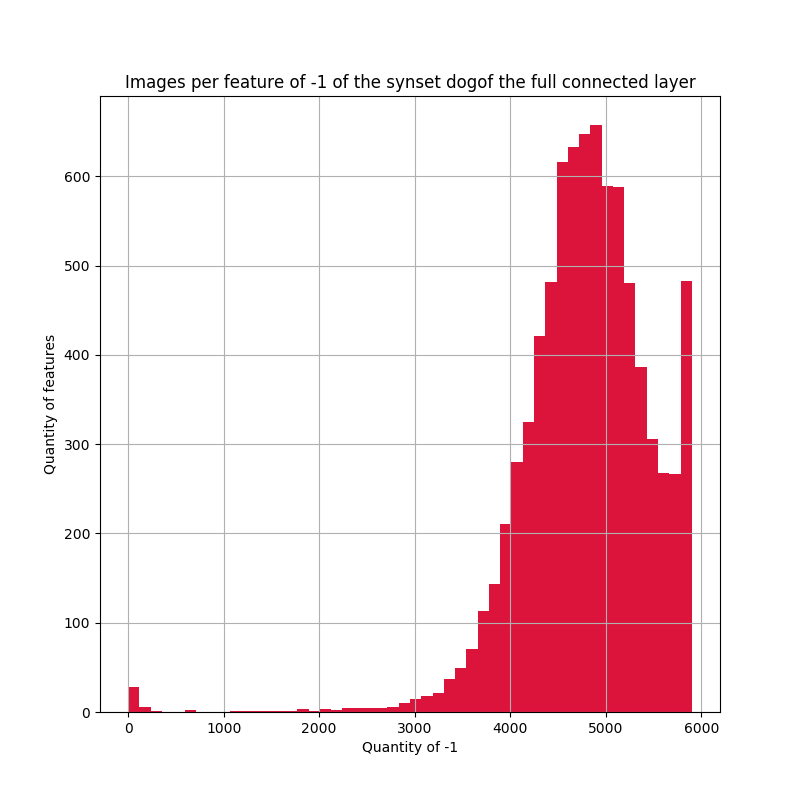 Images per feature of -1 of the synset dogof the full connected layer
Quantity of features
600
500
400
300
200
100
0
0 1000 2000 3000 4000 5000 6000
Quantity of -1